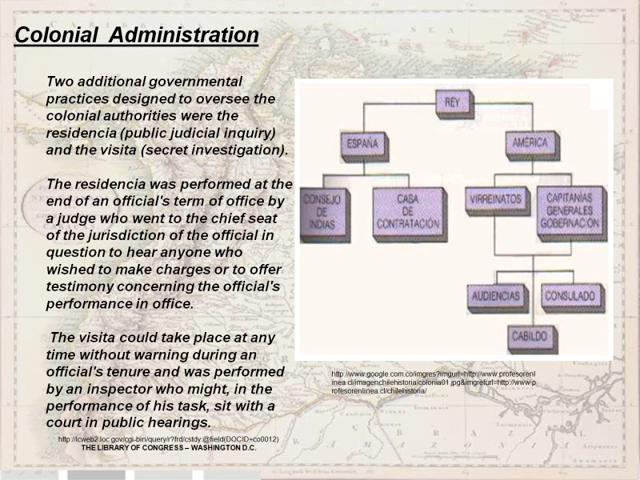 Colonial Administration
Two additional governmental
practices designed to oversee the
colonial authorities were the
residencia (public judicial inquiry)
and the visita (secret investigation).
The residencia was performed at the
end of an official's term of office by
a judge who went to the chief seat
of the jurisdiction of the official in
question to hear anyone who
wished to make charges or to offer
testimony concerning the official's
performance in office.
The visita could take place at any
time without warning during an
official's tenure and was performed
by an inspector who might, in the
performance of his task, sit with a
court in public hearings.
http://lcweb2.loc.gov/cgi-bin/query/r?frd/cstdy:@field(DOCID+co0012)
THE LIBRARY OF CONGRESS – WASHINGTON D.C.
REY
ESPAÑA
AMÉRICA
CONSEJO
DE
INDIAS
CASA
DE
CONTRATACIÓN
VIRREINATOS
CAPITANÍAS
GENERALES
GOBERNACIÓN
AUDIENCIAS
CONSULADO
CABILDO
http://www.google.com.co/imgres?imgurl=http://www.profesorenl
inea.cl/imagenchilehistoria/colonia01.jpg&imgrefurl=http://www.p
rofesorenlinea.cl/chilehistoria/